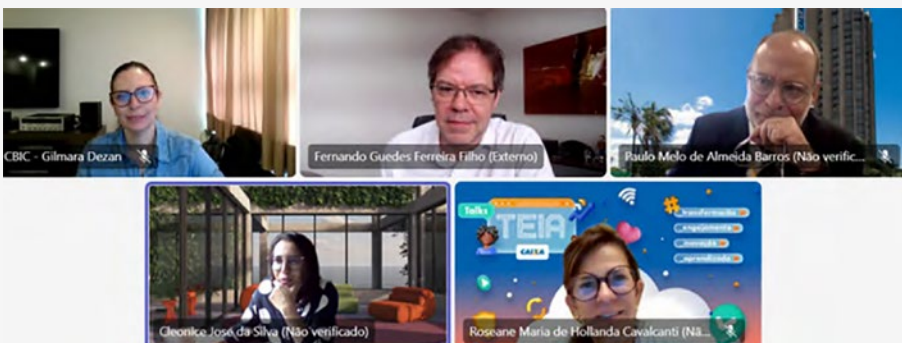 CBIC - Gilmara Dezan
Fernando Guedes Ferreira Filho (Externo)
Paulo Melo de Almeida Barros (Não verific...
Talks
TEIA
CAIXA
transformação
engajamento
inovação
aprendizado
Cleonice José da Silva (Não verificado)
Roseane Maria de Hollanda Cavalcanti (Nã...